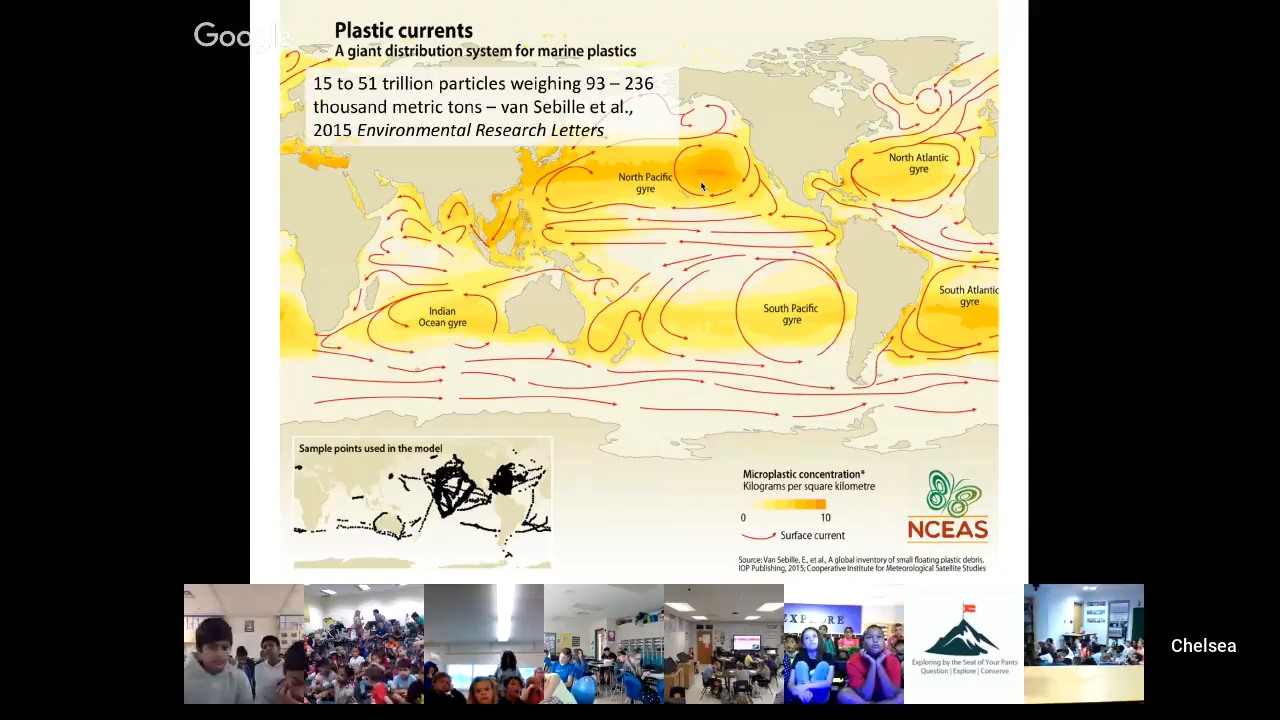 Google
Plastic currents
A giant distribution system for marine plastics
15 to 51 trillion particles weighing 93 – 236
thousand metric tons – van Sebille et al.,
2015 Environmental Research Letters
North Pacific
gyre
North Atlantic
gyre
Indian
Ocean gyre
South Pacific
gyre
South Atlantic
gyre
Sample points used in the model
Microplastic concentration*
Kilograms per square kilometre
0 10
Surface current
NCEAS
Source: Van Sebille, E., et al., A global inventory of small floating plastic debris,
IOP Publishing, 2015; Cooperative Institute for Meteorological Satellite Studies
EXPLORE
Exploring by the Seat of Your Pants
Question | Explore | Conserve
Chelsea